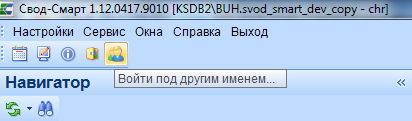 Свод-Смарт 1.12.0417.9010 [KSDB2\BUH.svod_smart_dev_copy - chr]
Настройки Сервис Окна Справка Выход
Войти под другим именем...
Навигатор